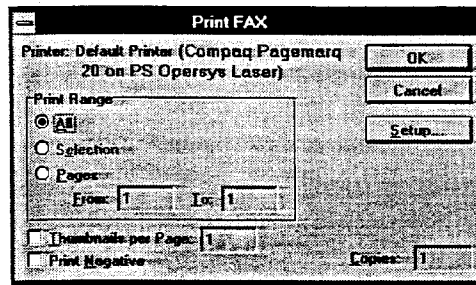 Print FAX
Printer: Default Printer (Compaq Pagemarq
20 on PS Opersys Laser)
OK
Cancel
Setup...
Print Range
All
Selection
Pages
From: 1 To: 1
Thumbnails per Page: 1
Print Negative
Copies: 1